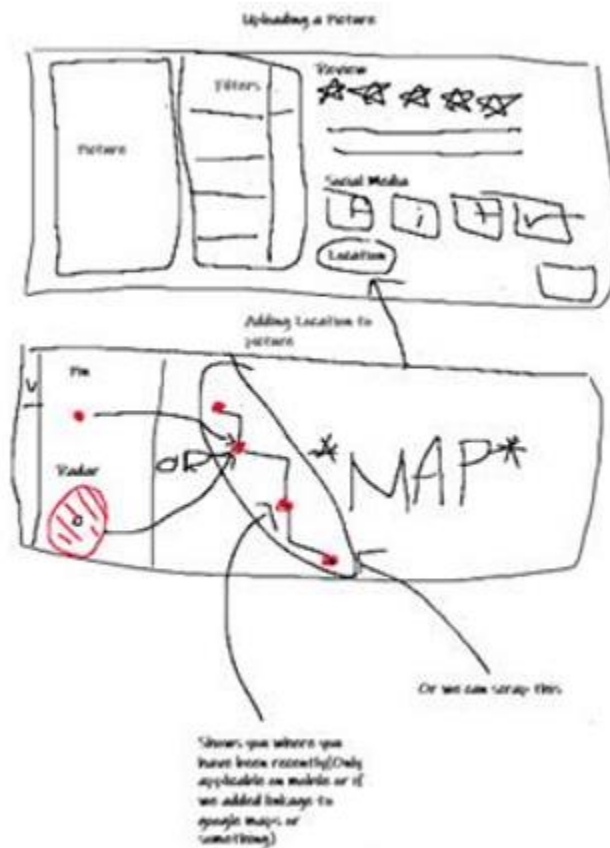 Uploading a Picture
Picture
Filters
Review
Social Media
A i t v
Location
Adding Location to
picture
Pin
V
Radar
OR
*MAP*
Or we can scrap this
Shows you where you
have been recently(Only
applicable on mobile or if
we added linkage to
google maps or
something)